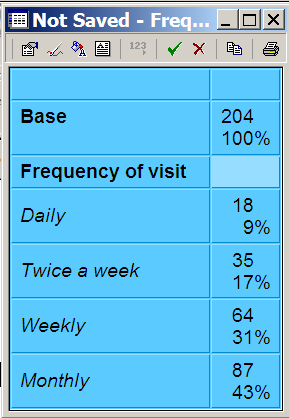 Not Saved - Freq...
123
Base 204
100%
Frequency of visit
Daily 18
9%
Twice a week 35
17%
Weekly 64
31%
Monthly 87
43%